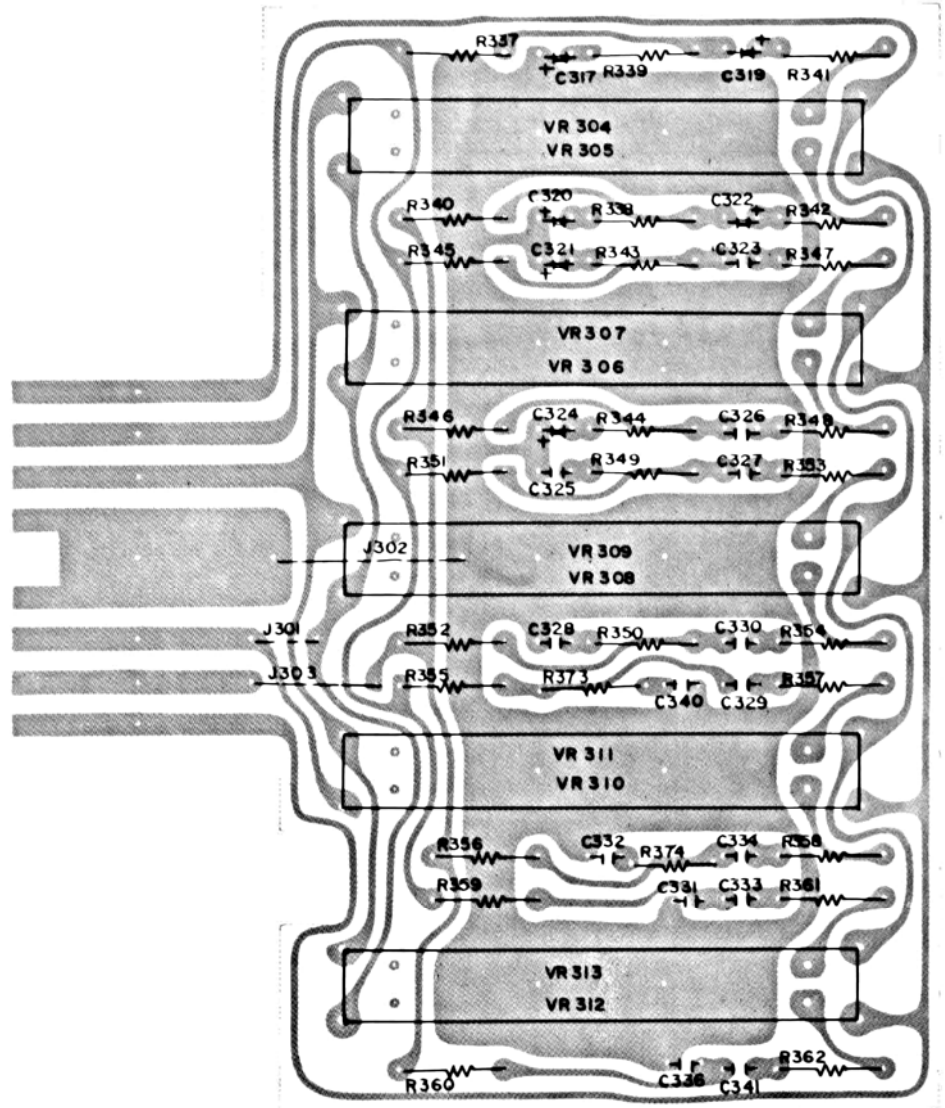 R337 C317 R339 C319 R341
VR 304
VR 305
R340 C320 R338 C322 R342
R345 C321 R343 C323 R347
VR307
VR 306
R346 C324 R344 C326 R348
R351 C325 R349 C327 R353
J302
VR 309
VR 308
J301 R352 C328 R350 C330 R354
J303 R355 R373 C340 C329 R357
VR 311
VR 310
R356 C332 R374 C334 R358
R359 C331 C333 R361
VR 313
VR 312
R360 C336 C341 R362